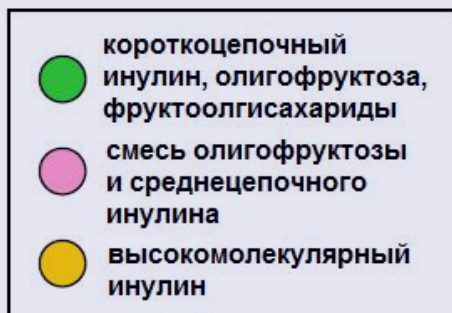 короткоцепочный
инулин, олигофруктоза,
фруктоолгисахариды
смесь олигофруктозы
и среднецепочного
инулина
высокомолекулярный
инулин